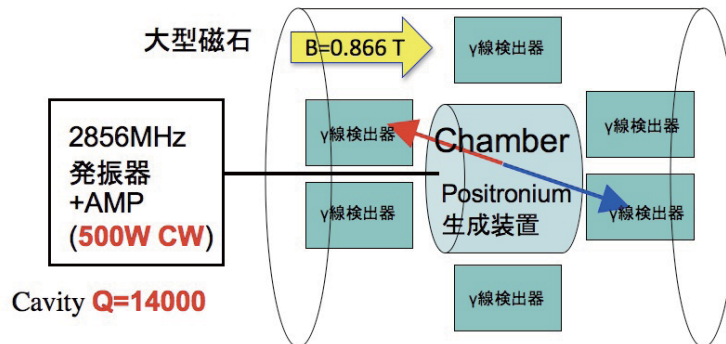 大型磁石
B=0.866 T
γ線検出器
2856MHz
発振器
+AMP
(500W CW)
γ線検出器
Chamber
γ線検出器
γ線検出器
Positronium
生成装置
γ線検出器
γ線検出器
Cavity Q=14000